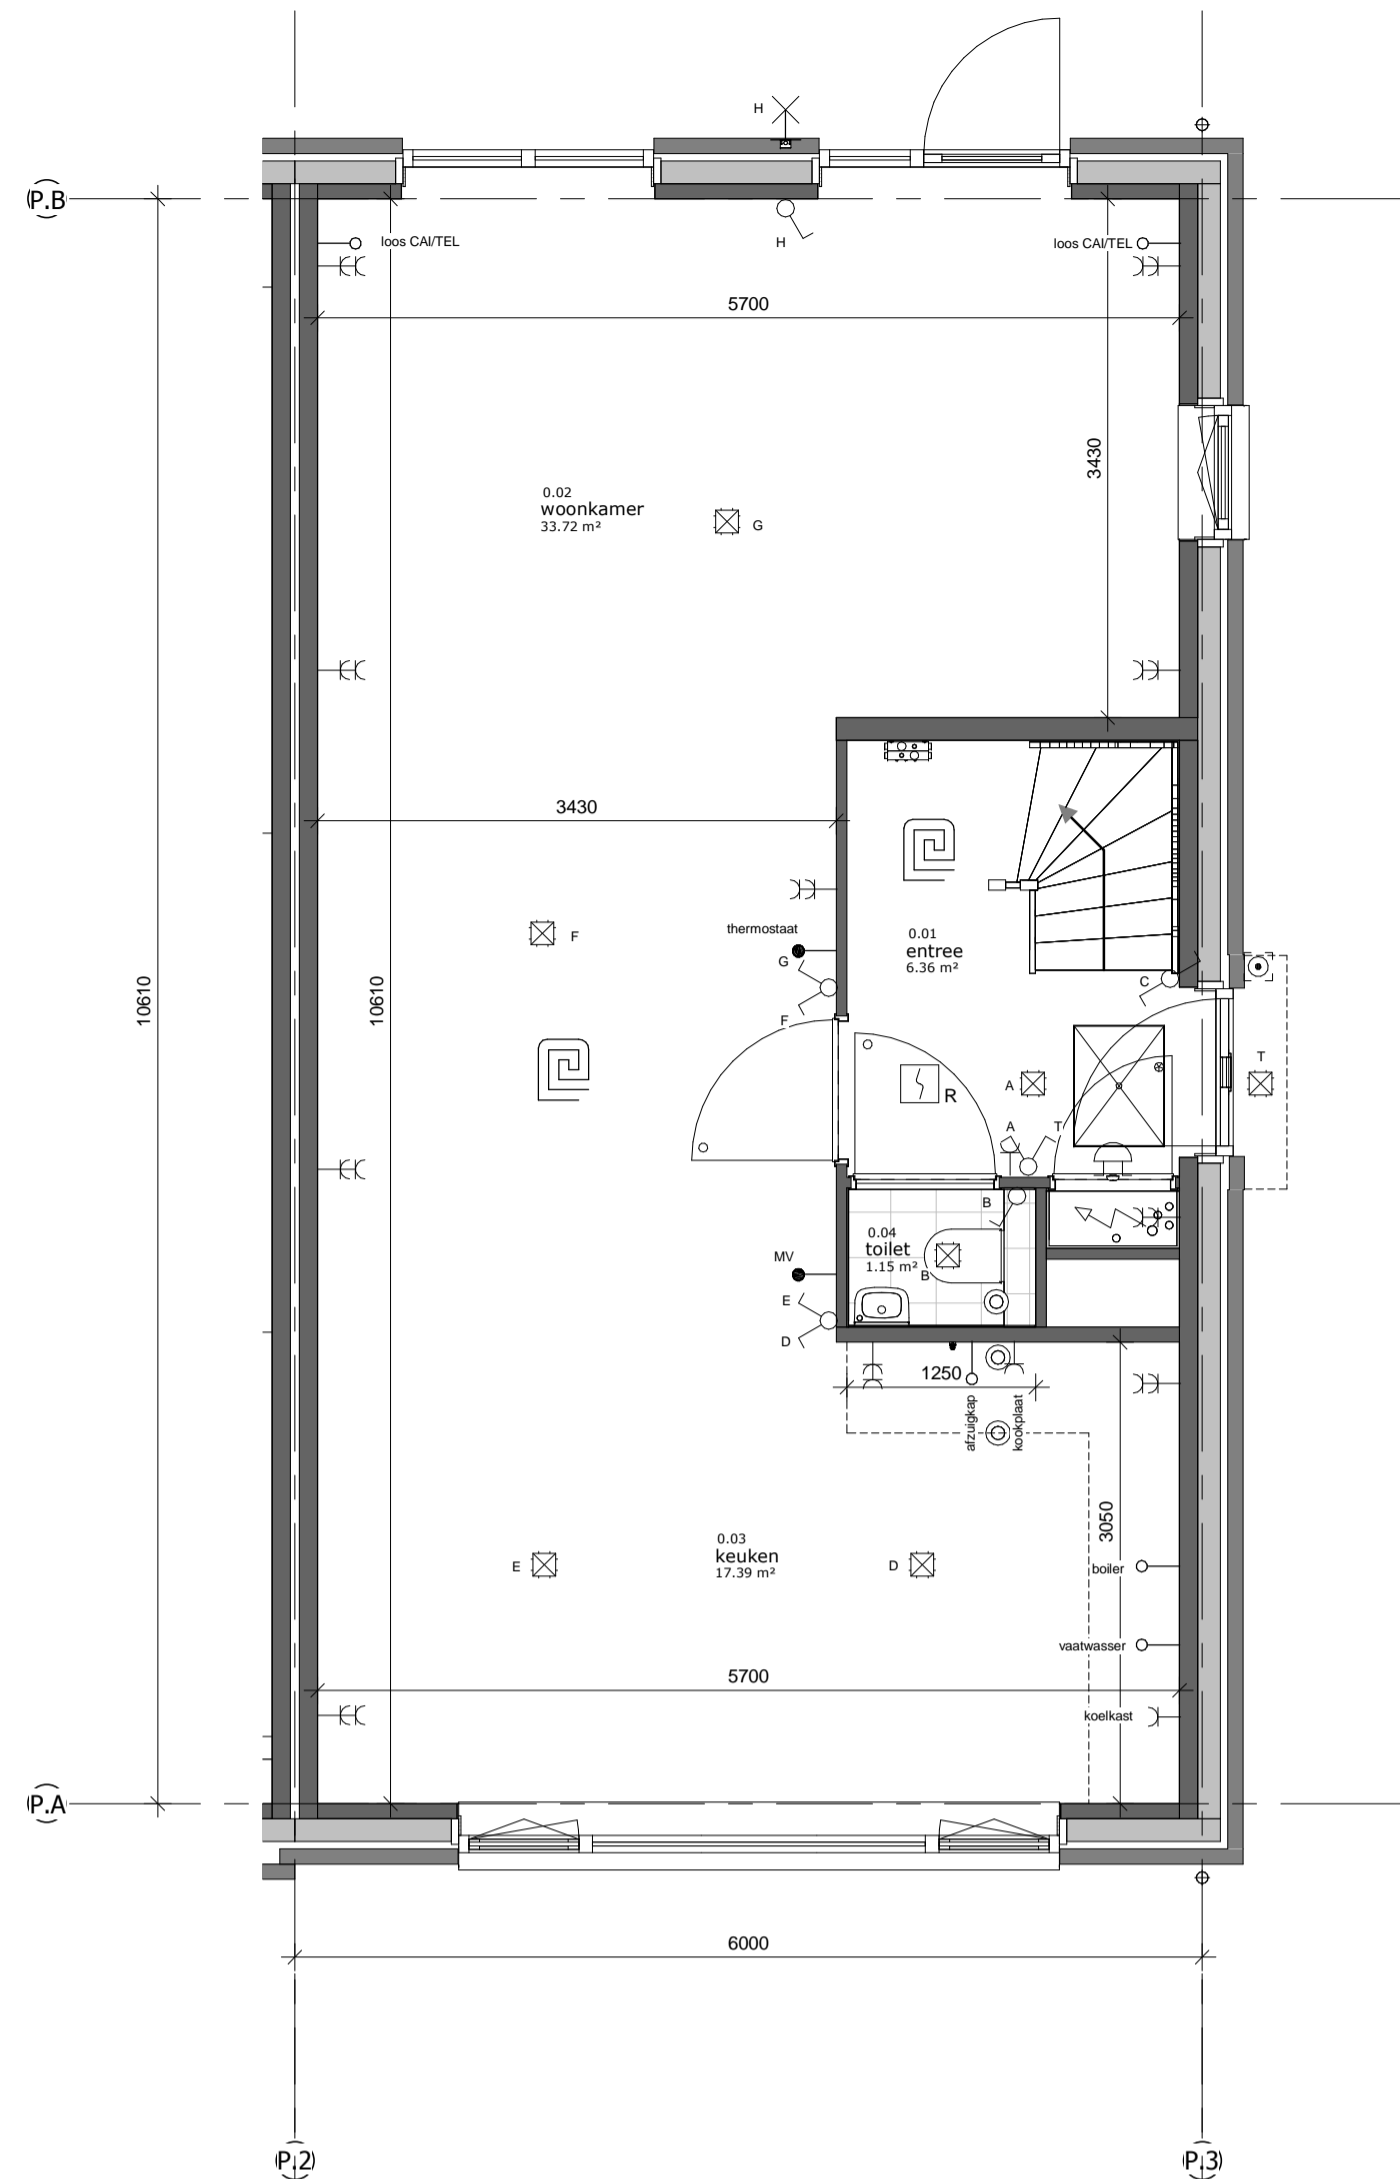 H
P.B
H
loos CAI/TEL
loos CAI/TEL
5700
3430
0.02
woonkamer
33.72 m²
G
3430
thermostaat
F
G
0.01
entree
6.36 m²
C
10610
10610
F
T
A
R
A
T
B
0.04
toilet
1.15 m²
B
MV
E
D
1250
afzuigkap
kookplaat
3050
0.03
keuken
17.39 m²
E
D
boiler
vaatwasser
5700
koelkast
P.A
6000
P.2
P.3